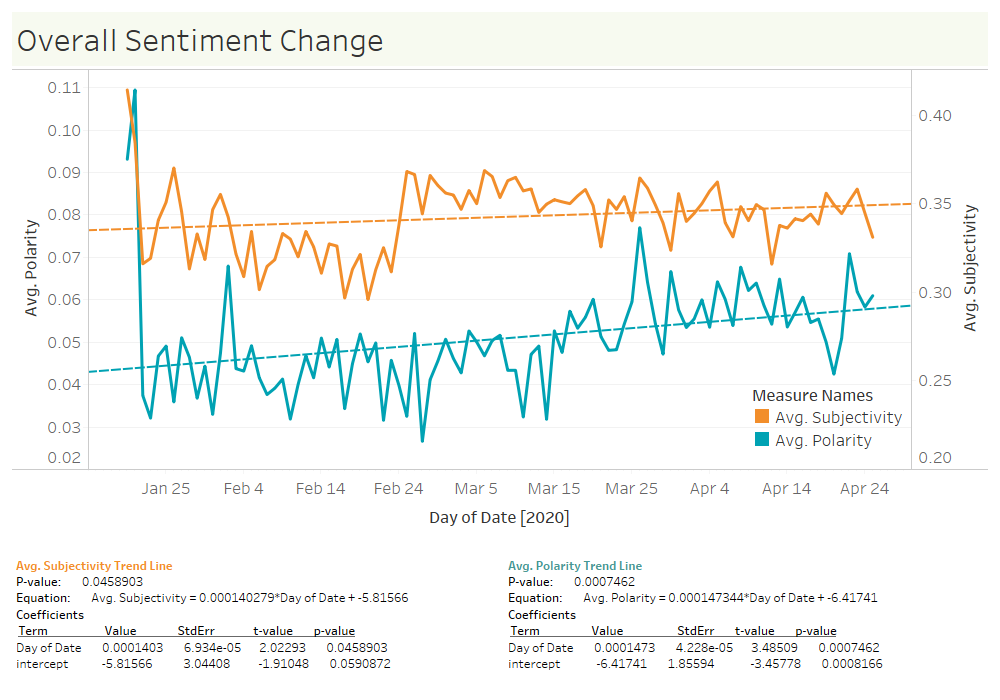 Overall Sentiment Change
0.11
0.10
0.09
0.08
0.07
0.06
0.05
0.04
0.03
0.02
Avg. Polarity
0.40
0.35
0.30
0.25
0.20
Avg. Subjectivity
Measure Names
Avg. Subjectivity
Avg. Polarity
Jan 25 Feb 4 Feb 14 Feb 24 Mar 5 Mar 15 Mar 25 Apr 4 Apr 14 Apr 24
Day of Date [2020]
Avg. Subjectivity Trend Line
P-value: 0.0458903
Equation: Avg. Subjectivity = 0.000140279*Day of Date + -5.81566
Coefficients
Term Value StdErr t-value p-value
Day of Date 0.0001403 6.934e-05 2.02293 0.0458903
intercept -5.81566 3.04408 -1.91048 0.0590872
Avg. Polarity Trend Line
P-value: 0.0007462
Equation: Avg. Polarity = 0.000147344*Day of Date + -6.41741
Coefficients
Term Value StdErr t-value p-value
Day of Date 0.0001473 4.228e-05 3.48509 0.0007462
intercept -6.41741 1.85594 -3.45778 0.0008166